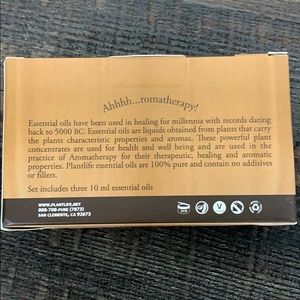 Ahhhh...romatherapy!
Essential oils have been used in healing for millennia with records dating
back to 5000 BC. Essential oils are liquids obtained from plants that carry
the plants characteristic properties and aromas. These powerful plant
concentrates are used for health and well being and are used in the
practice of Aromatherapy for their therapeutic, healing and aromatic
properties. Plantlife essential oils are 100% pure and contain no additives
or fillers.
Set includes three 10 ml essential oils
WWW.PLANTLIFE.NET
888-708-PURE (7873)
SAN CLEMENTE, CA 92673
V